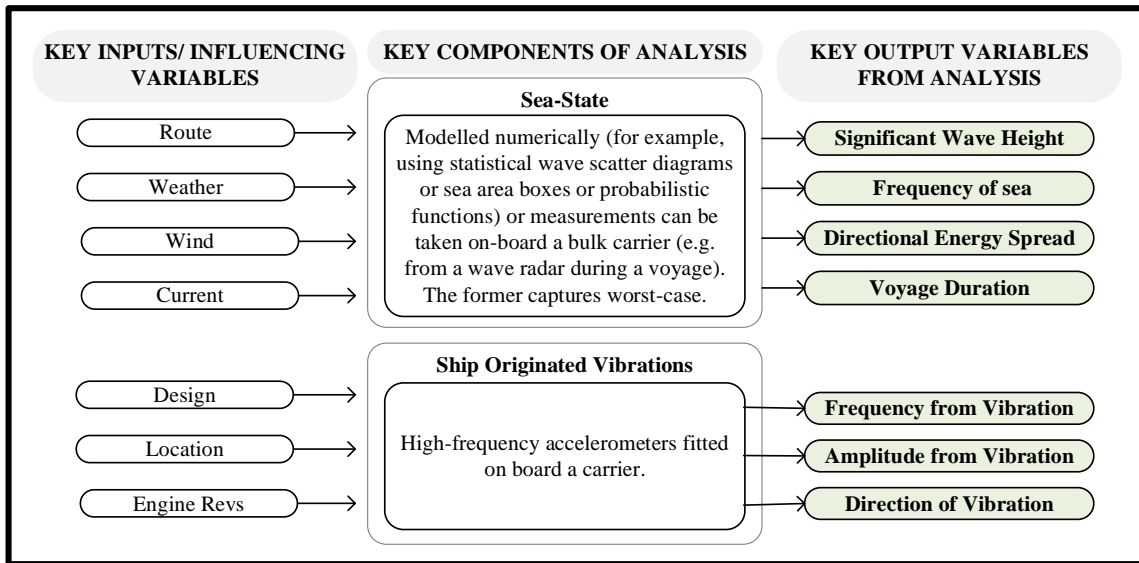 KEY INPUTS/ INFLUENCING
VARIABLES
KEY COMPONENTS OF ANALYSIS
KEY OUTPUT VARIABLES
FROM ANALYSIS
Route
Weather
Wind
Current
Sea-State
Modelled numerically (for example,
using statistical wave scatter diagrams
or sea area boxes or probabilistic
functions) or measurements can be
taken on-board a bulk carrier (e.g.
from a wave radar during a voyage).
The former captures worst-case.
Significant Wave Height
Frequency of sea
Directional Energy Spread
Voyage Duration
Design
Location
Engine Revs
Ship Originated Vibrations
High-frequency accelerometers fitted
on board a carrier.
Frequency from Vibration
Amplitude from Vibration
Direction of Vibration